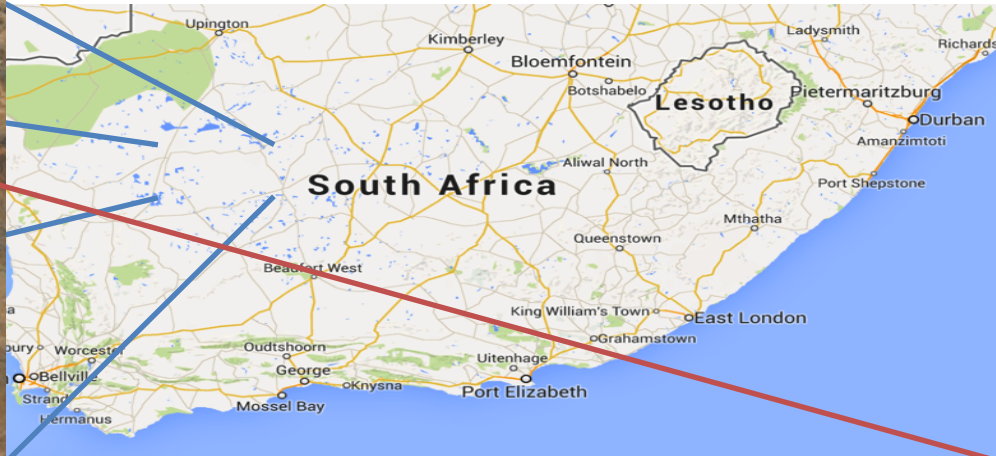 Upington
Kimberley
Ladysmith
Richards
Bloemfontein
Botshabelo
Lesotho
Pietermaritzburg
Durban
Amanzimtoti
Aliwal North
South Africa
Port Shepstone
Mthatha
Queenstown
Beaufort West
King William's Town
East London
Grahamstown
Worcester
Oudtshoorn
Uitenhage
George
Bellville
Knysna
Port Elizabeth
Strand
Mossel Bay
Hermanus